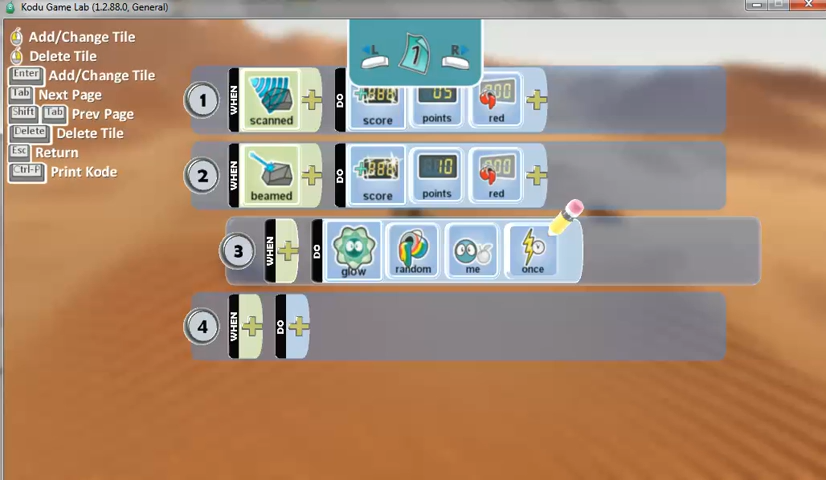 Kodu Game Lab (1.2.88.0, General)
Add/Change Tile
Delete Tile
Enter Add/Change Tile
Tab Next Page
Shift Tab Prev Page
Delete Delete Tile
Esc Return
Ctrl-P Print Kode
L 1 R
1 WHEN scanned DO score 05 points 000 red
2 WHEN beamed DO score 10 points 000 red
3 WHEN DO glow random me once
4 WHEN DO